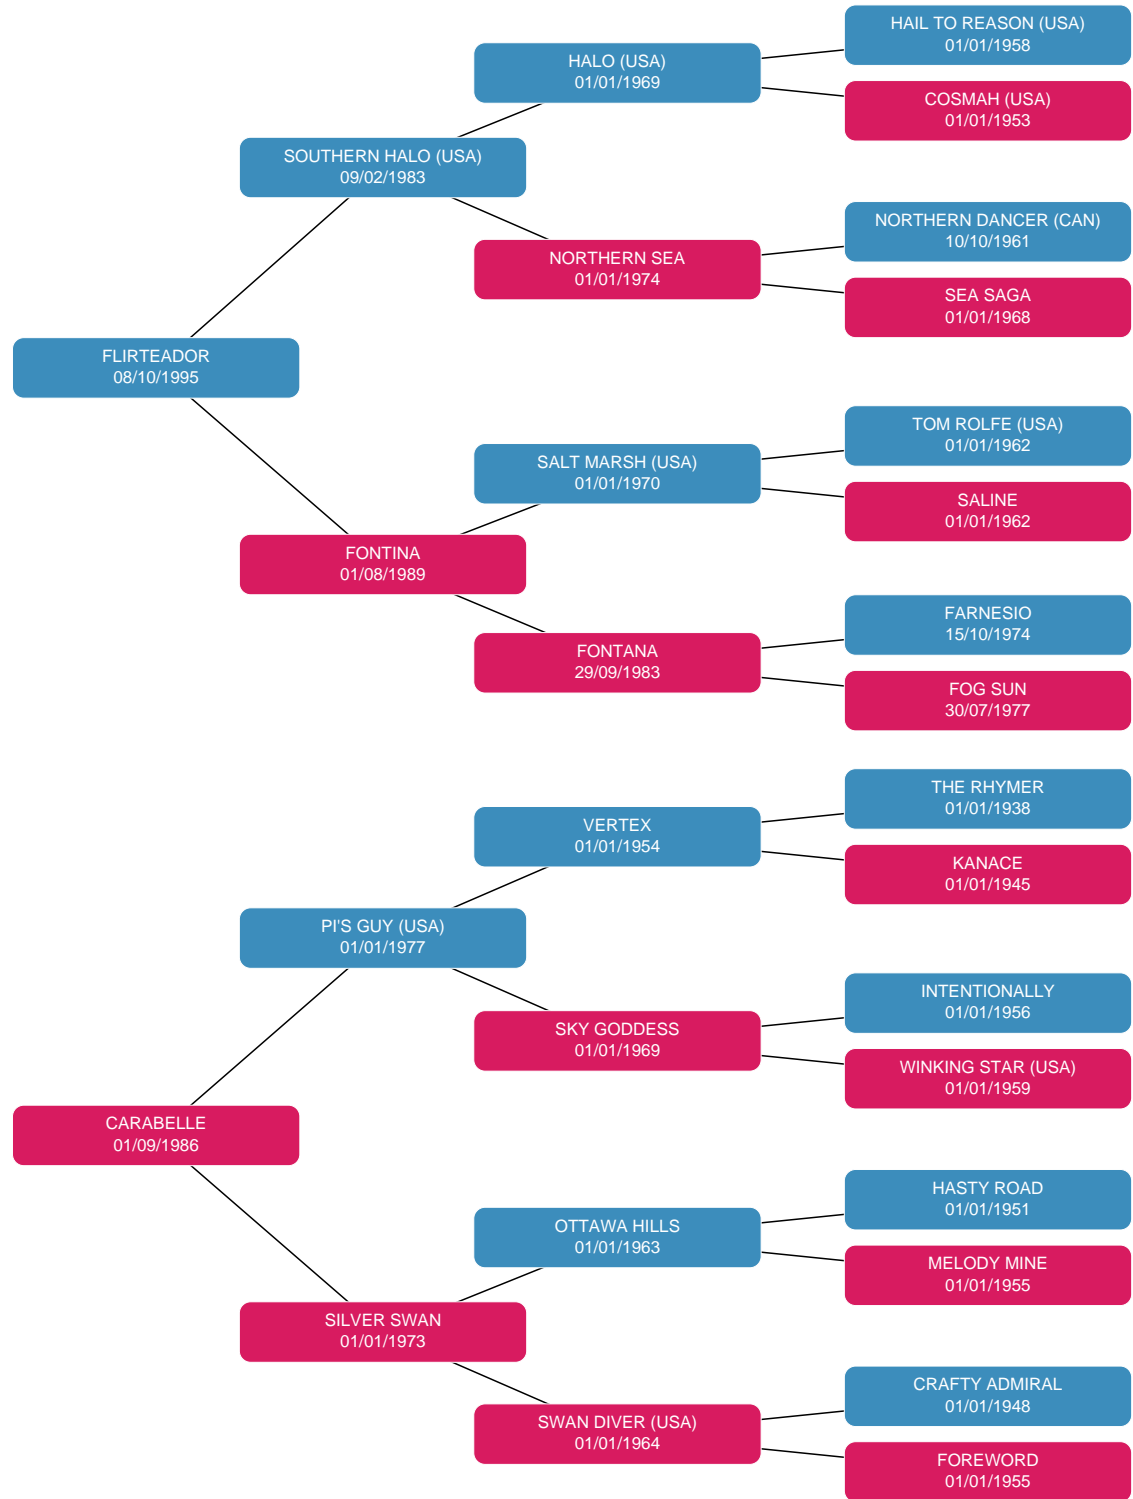 HAIL TO REASON (USA)
01/01/1958
HALO (USA)
01/01/1969
COSMAH (USA)
01/01/1953
SOUTHERN HALO (USA)
09/02/1983
NORTHERN DANCER (CAN)
10/10/1961
NORTHERN SEA
01/01/1974
SEA SAGA
01/01/1968
FLIRTEADOR
08/10/1995
TOM ROLFE (USA)
01/01/1962
SALT MARSH (USA)
01/01/1970
SALINE
01/01/1962
FONTINA
01/08/1989
FARNESIO
15/10/1974
FONTANA
29/09/1983
FOG SUN
30/07/1977
THE RHYMER
01/01/1938
VERTEX
01/01/1954
KANACE
01/01/1945
PI'S GUY (USA)
01/01/1977
INTENTIONALLY
01/01/1956
SKY GODDESS
01/01/1969
WINKING STAR (USA)
01/01/1959
CARABELLE
01/09/1986
HASTY ROAD
01/01/1951
OTTAWA HILLS
01/01/1963
MELODY MINE
01/01/1955
SILVER SWAN
01/01/1973
CRAFTY ADMIRAL
01/01/1948
SWAN DIVER (USA)
01/01/1964
FOREWORD
01/01/1955